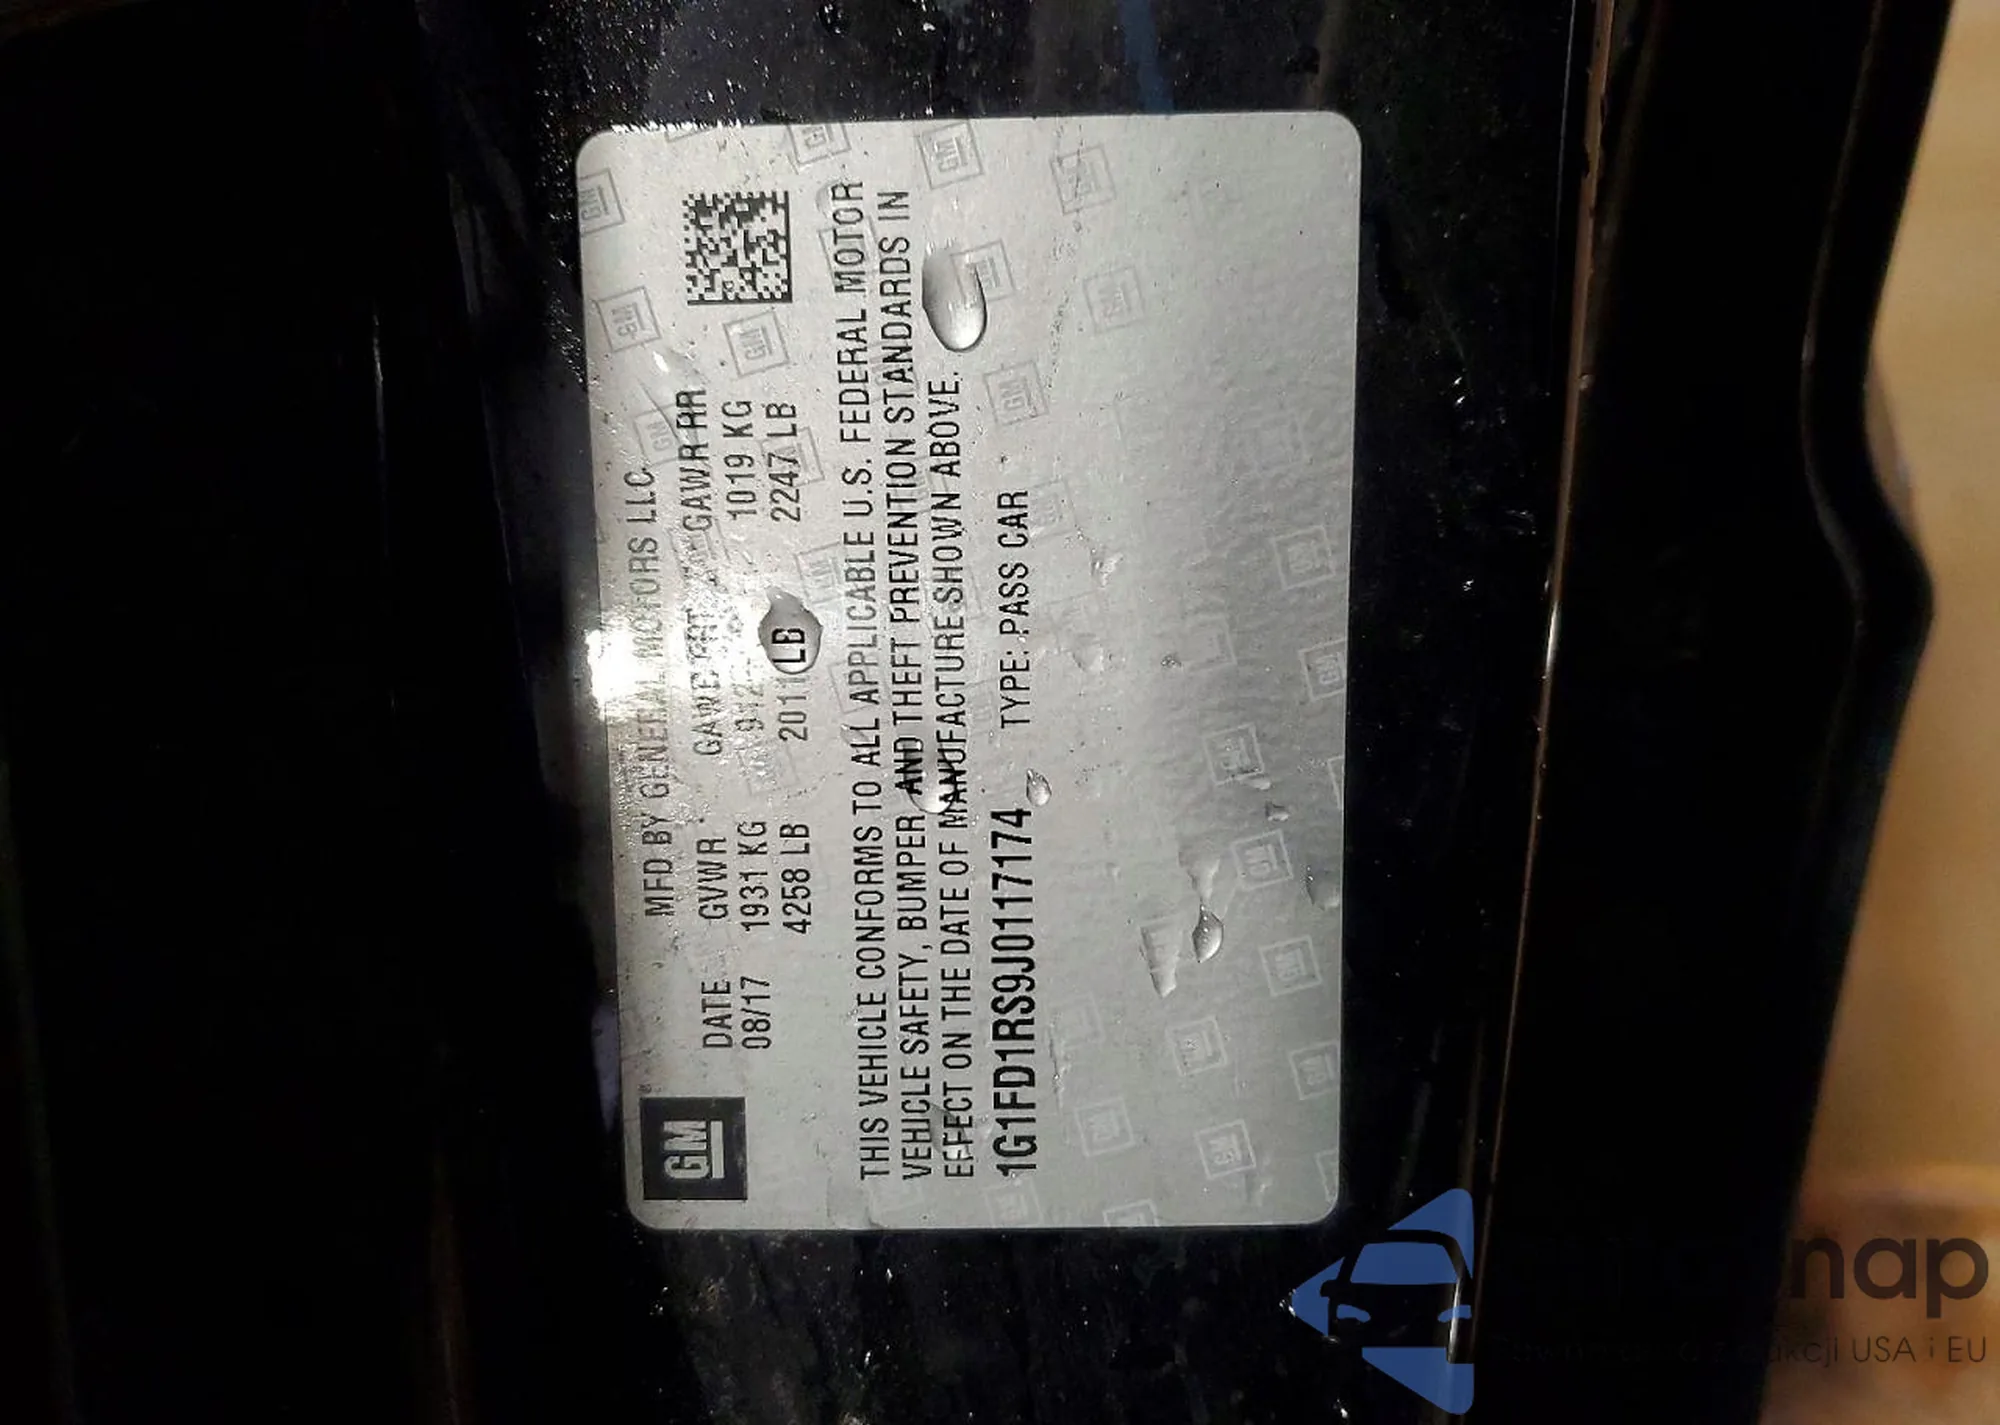 GM
MFD BY GENERAL MOTORS LLC
DATE GVWR GAWR FRT GAWR RR
08/17 1931 KG 912 1019 KG
4258 LB 2011 LB 2247 LB
THIS VEHICLE CONFORMS TO ALL APPLICABLE U.S. FEDERAL MOTOR
VEHICLE SAFETY, BUMPER, AND THEFT PREVENTION STANDARDS IN
EFFECT ON THE DATE OF MANUFACTURE SHOWN ABOVE.
1G1FD1RS9J0117174 TYPE: PASS CAR
USA i EU